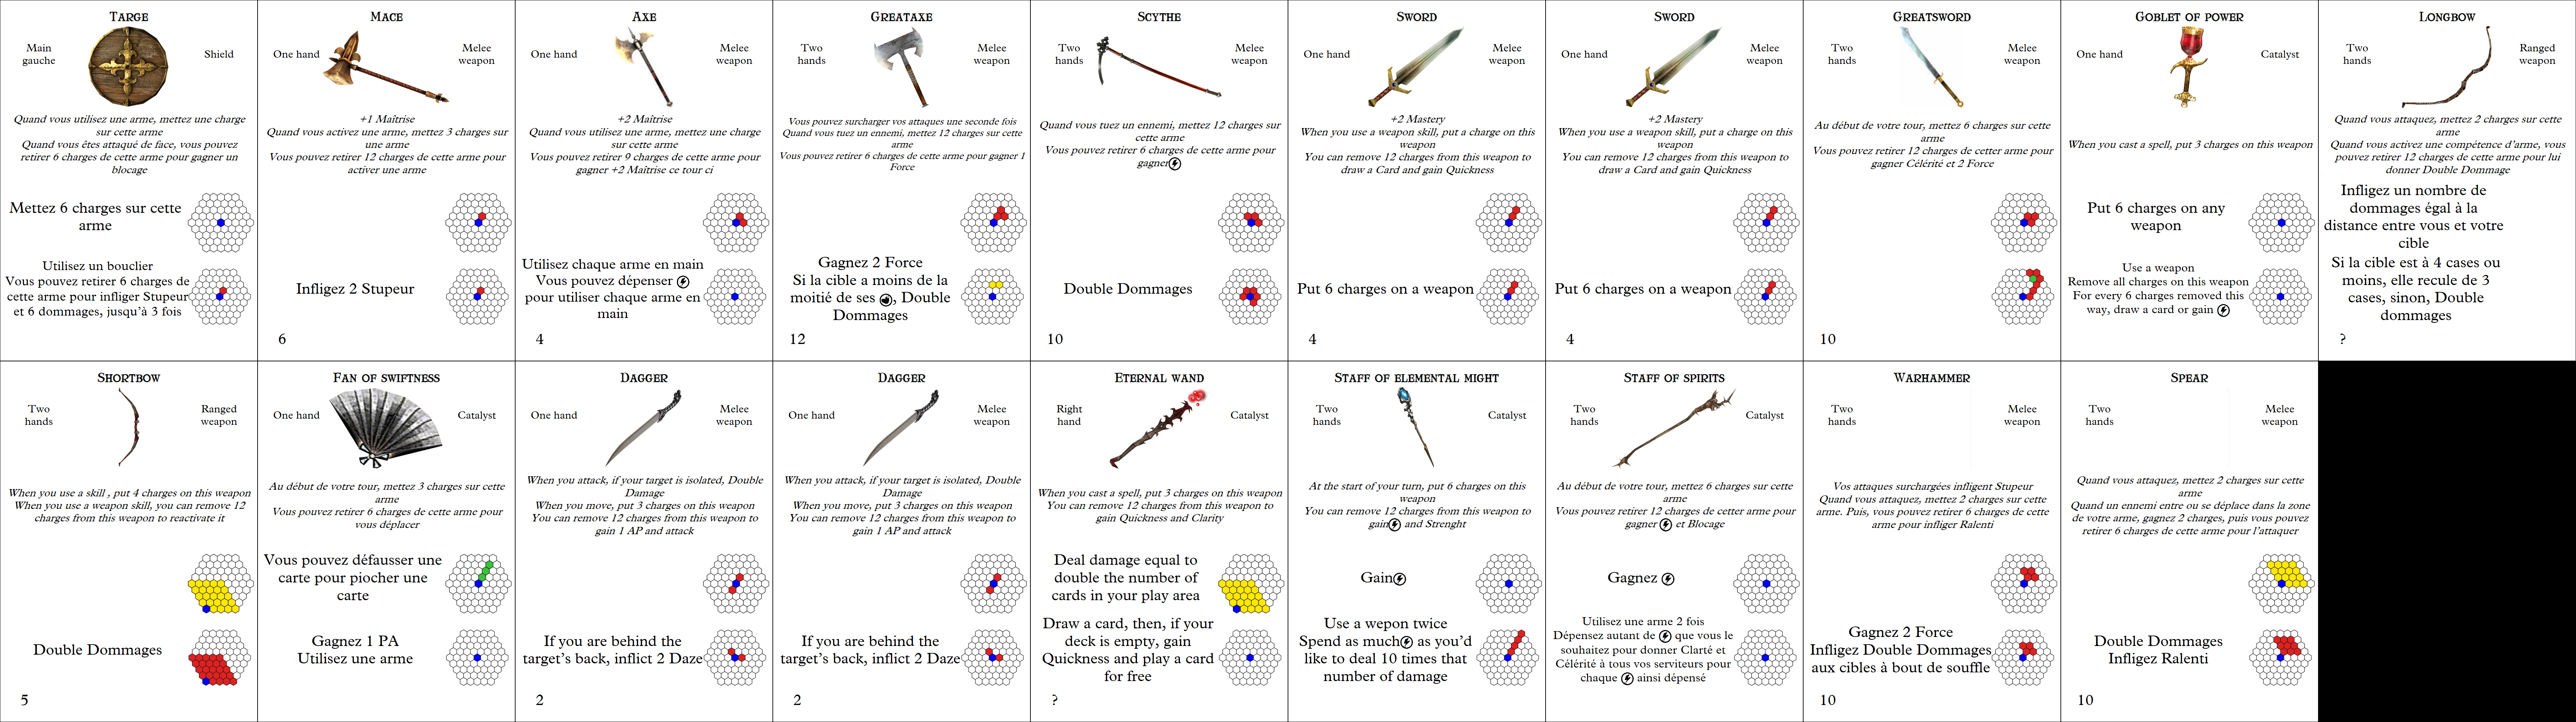 Targe
Main
gauche
Shield
Quand vous utilisez une arme, mettez une charge
sur cette arme
Quand vous êtes attaqué de face, vous pouvez
retirer 6 charges de cette arme pour gagner un
blocage
Mettez 6 charges sur cette
arme
Utilisez un bouclier
Vous pouvez retirer 6 charges de
cette arme pour infliger Stupeur
et 6 dommages, jusqu'à 3 fois
Mace
One hand
Melee
weapon
+1 Maîtrise
Quand vous activez une arme, mettez 3 charges sur
une arme
Vous pouvez retirer 12 charges de cette arme pour
activer une arme
Infligez 2 Stupeur
6
Axe
One hand
Melee
weapon
+2 Maîtrise
Quand vous utilisez une arme, mettez une charge
sur cette arme
Vous pouvez retirer 9 charges de cette arme pour
gagner +2 Maîtrise ce tour ci
Utilisez chaque arme en main
Vous pouvez dépenser
pour utiliser chaque arme en
main
4
Greataxe
Two
hands
Melee
weapon
Vous pouvez surcharger vos attaques une seconde fois
Quand vous tuez un ennemi, mettez 12 charges sur cette
arme
Vous pouvez retirer 6 charges de cette arme pour gagner 1
Force
Gagnez 2 Force
Si la cible a moins de la
moitié de ses , Double
Dommages
12
Scythe
Two
hands
Melee
weapon
Quand vous tuez un ennemi, mettez 12 charges sur
cette arme
Vous pouvez retirer 6 charges de cette arme pour
gagner
Double Dommages
10
Sword
One hand
Melee
weapon
+2 Mastery
When you use a weapon skill, put a charge on this
weapon
You can remove 12 charges from this weapon to
draw a Card and gain Quickness
Put 6 charges on a weapon
4
Sword
One hand
Melee
weapon
+2 Mastery
When you use a weapon skill, put a charge on this
weapon
You can remove 12 charges from this weapon to
draw a Card and gain Quickness
Put 6 charges on a weapon
4
Greatsword
Two
hands
Melee
weapon
Au début de votre tour, mettez 6 charges sur cette
arme
Vous pouvez retirer 12 charges de cetter arme pour
gagner Célérité et 2 Force
10
Goblet of power
One hand
Catalyst
When you cast a spell, put 3 charges on this weapon
Put 6 charges on any
weapon
Use a weapon
Remove all charges on this weapon
For every 6 charges removed this
way, draw a card or gain
Longbow
Two
hands
Ranged
weapon
Quand vous attaquez, mettez 2 charges sur cette
arme
Quand vous activez une compétence d'arme, vous
pouvez retirer 12 charges de cette arme pour lui
donner Double Dommage
Infligez un nombre de
dommages égal à la
distance entre vous et votre
cible
Si la cible est à 4 cases ou
moins, elle recule de 3
cases, sinon, Double
dommages
?
Shortbow
Two
hands
Ranged
weapon
When you use a skill , put 4 charges on this weapon
When you use a weapon skill, you can remove 12
charges from this weapon to reactivate it
Double Dommages
5
Fan of swiftness
One hand
Catalyst
Au début de votre tour, mettez 3 charges sur cette
arme
Vous pouvez retirer 6 charges de cette arme pour
vous déplacer
Vous pouvez défausser une
carte pour piocher une
carte
Gagnez 1 PA
Utilisez une arme
Dagger
One hand
Melee
weapon
When you attack, if your target is isolated, Double
Damage
When you move, put 3 charges on this weapon
You can remove 12 charges from this weapon to
gain 1 AP and attack
If you are behind the
target's back, inflict 2 Daze
2
Dagger
One hand
Melee
weapon
When you attack, if your target is isolated, Double
Damage
When you move, put 3 charges on this weapon
You can remove 12 charges from this weapon to
gain 1 AP and attack
If you are behind the
target's back, inflict 2 Daze
2
Eternal wand
Right
hand
Catalyst
When you cast a spell, put 3 charges on this weapon
You can remove 12 charges from this weapon to
gain Quickness and Clarity
Deal damage equal to
double the number of
cards in your play area
Draw a card, then, if your
deck is empty, gain
Quickness and play a card
for free
?
Staff of elemental might
Two
hands
Catalyst
At the start of your turn, put 6 charges on this
weapon
You can remove 12 charges from this weapon to
gain and Strenght
Gain
Use a wepon twice
Spend as much as you'd
like to deal 10 times that
number of damage
Staff of spirits
Two
hands
Catalyst
Au début de votre tour, mettez 6 charges sur cette
arme
Vous pouvez retirer 12 charges de cetter arme pour
gagner et Blocage
Gagnez
Utilisez une arme 2 fois
Dépensez autant de que vous le
souhaitez pour donner Clarté et
Célérité à tous vos serviteurs pour
chaque ainsi dépensé
Warhammer
Two
hands
Melee
weapon
Vos attaques surchargées infligent Stupeur
Quand vous attaquez, mettez 2 charges sur cette
arme. Puis, vous pouvez retirer 6 charges de cette
arme pour infliger Ralenti
Gagnez 2 Force
Infligez Double Dommages
aux cibles à bout de souffle
10
Spear
Two
hands
Melee
weapon
Quand vous attaquez, mettez 2 charges sur cette
arme
Quand un ennemi entre ou se déplace dans la zone
de votre arme, gagnez 2 charges, puis vous pouvez
retirer 6 charges de cette arme pour l'attaquer
Double Dommages
Infligez Ralenti
10